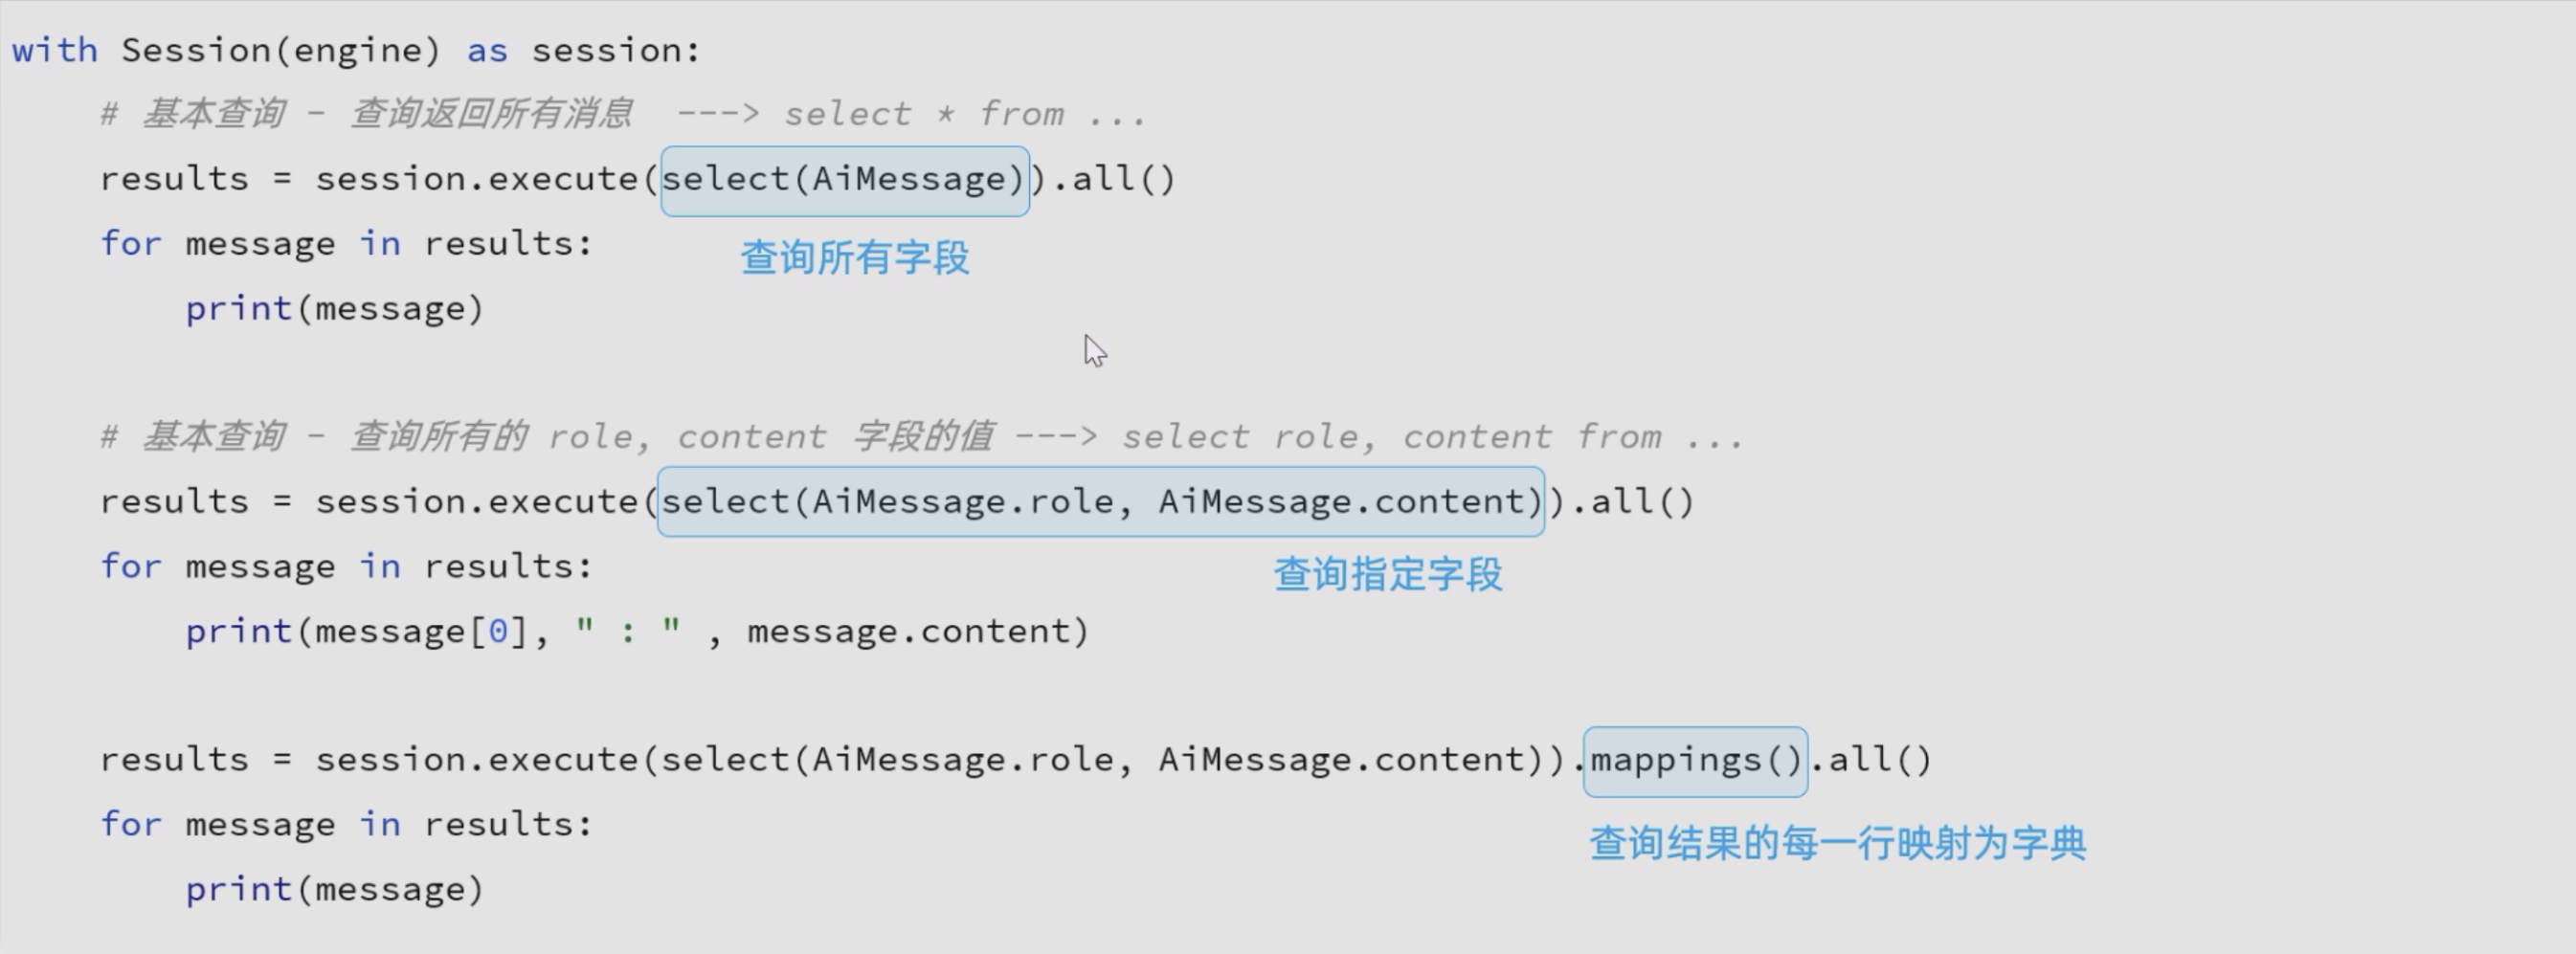 with Session(engine) as session:
# 基本查询 - 查询返回所有消息 ---> select * from ...
results = session.execute(select(AiMessage)).all()
for message in results:
查询所有字段
print(message)
# 基本查询 - 查询所有的 role, content 字段的值 ---> select role, content from ...
results = session.execute(select(AiMessage.role, AiMessage.content)).all()
for message in results:
查询指定字段
print(message[0], " : " , message.content)
results = session.execute(select(AiMessage.role, AiMessage.content)).mappings().all()
for message in results:
查询结果的每一行映射为字典
print(message)